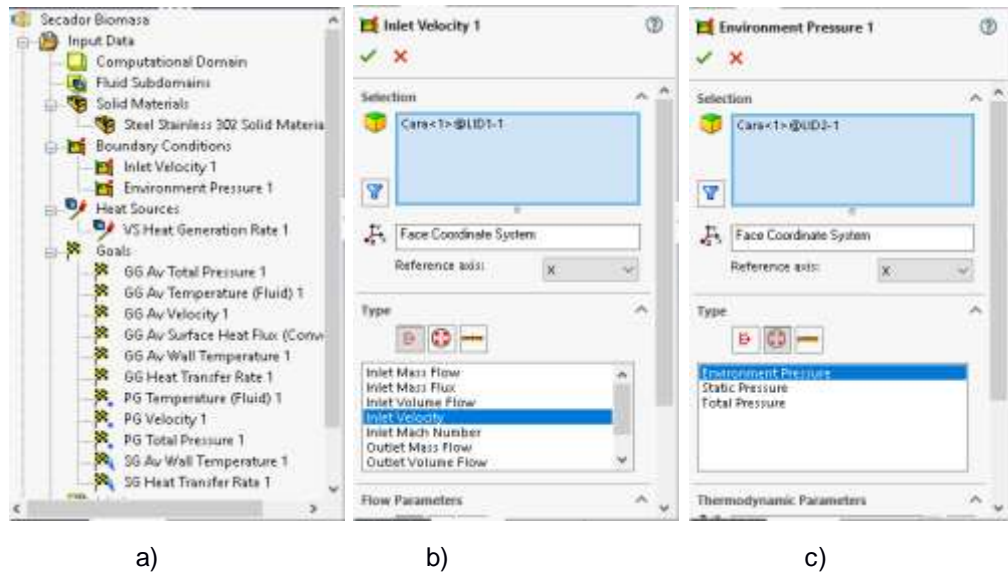 Secador Biomasa
Input Data
Computational Domain
Fluid Subdomains
Solid Materials
Steel Stainless 302 Solid Materia
Boundary Conditions
Inlet Velocity 1
Environment Pressure 1
Heat Sources
VS Heat Generation Rate 1
Goals
GG Av Total Pressure 1
GG Av Temperature (Fluid) 1
GG Av Velocity 1
GG Av Surface Heat Flux (Conve
GG Av Wall Temperature 1
GG Heat Transfer Rate 1
PG Temperature (Fluid) 1
PG Velocity 1
PG Total Pressure 1
SG Av Wall Temperature 1
SG Heat Transfer Rate 1
a)
Inlet Velocity 1
Selection
Cara<1>@LID1-1
Face Coordinate System
Reference axis:
X
Type
Inlet Mass Flow
Inlet Mass Flux
Inlet Volume Flow
Inlet Velocity
Inlet Mach Number
Outlet Mass Flow
Outlet Volume Flow
Flow Parameters
b)
Environment Pressure 1
Selection
Cara<1>@LID2-1
Face Coordinate System
Reference axis:
X
Type
Environment Pressure
Static Pressure
Total Pressure
Thermodynamic Parameters
c)